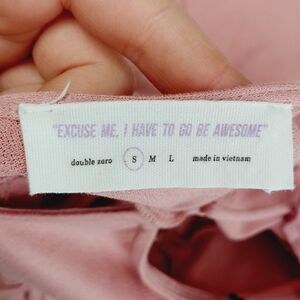 "EXCUSE ME, I HAVE TO GO BE AWESOME"
double zero S M L made in vietnam